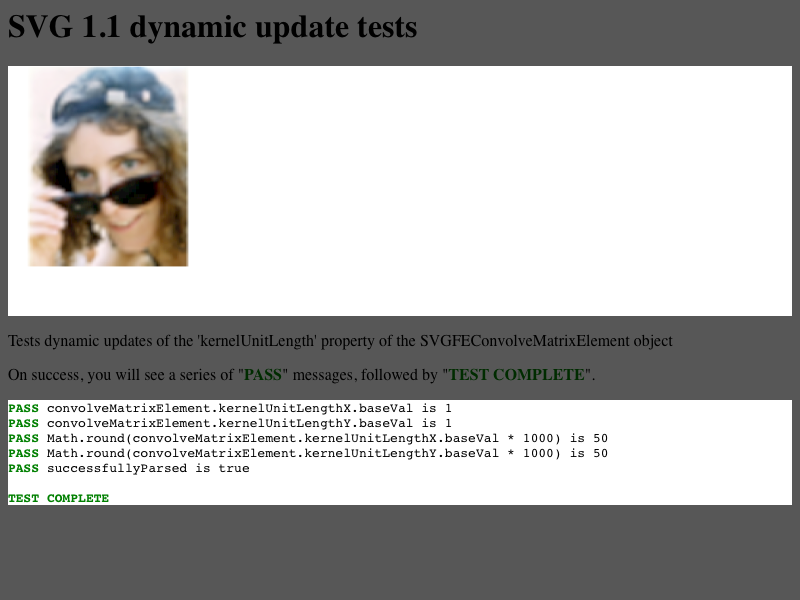 SVG 1.1 dynamic update tests
Tests dynamic updates of the 'kernelUnitLength' property of the SVGFEConvolveMatrixElement object
On success, you will see a series of "PASS" messages, followed by "TEST COMPLETE".
PASS convolveMatrixElement.kernelUnitLengthX.baseVal is 1
PASS convolveMatrixElement.kernelUnitLengthY.baseVal is 1
PASS Math.round(convolveMatrixElement.kernelUnitLengthX.baseVal * 1000) is 50
PASS Math.round(convolveMatrixElement.kernelUnitLengthY.baseVal * 1000) is 50
PASS successfullyParsed is true
TEST COMPLETE